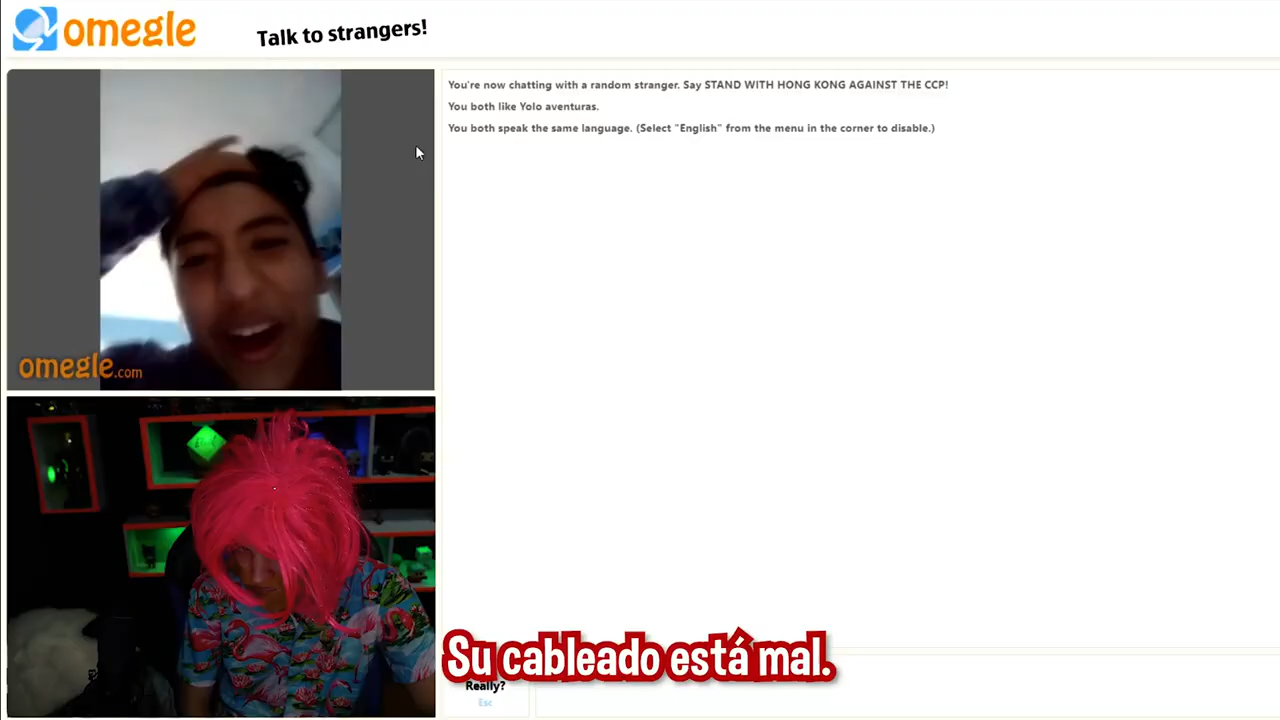 omegle
Talk to strangers!
You're now chatting with a random stranger. Say STAND WITH HONG KONG AGAINST THE CCP!
You both like Yolo aventuras.
You both speak the same language. (Select "English" from the menu in the corner to disable.)
omegle.com
Su cableado está mal.
Really?
Esc